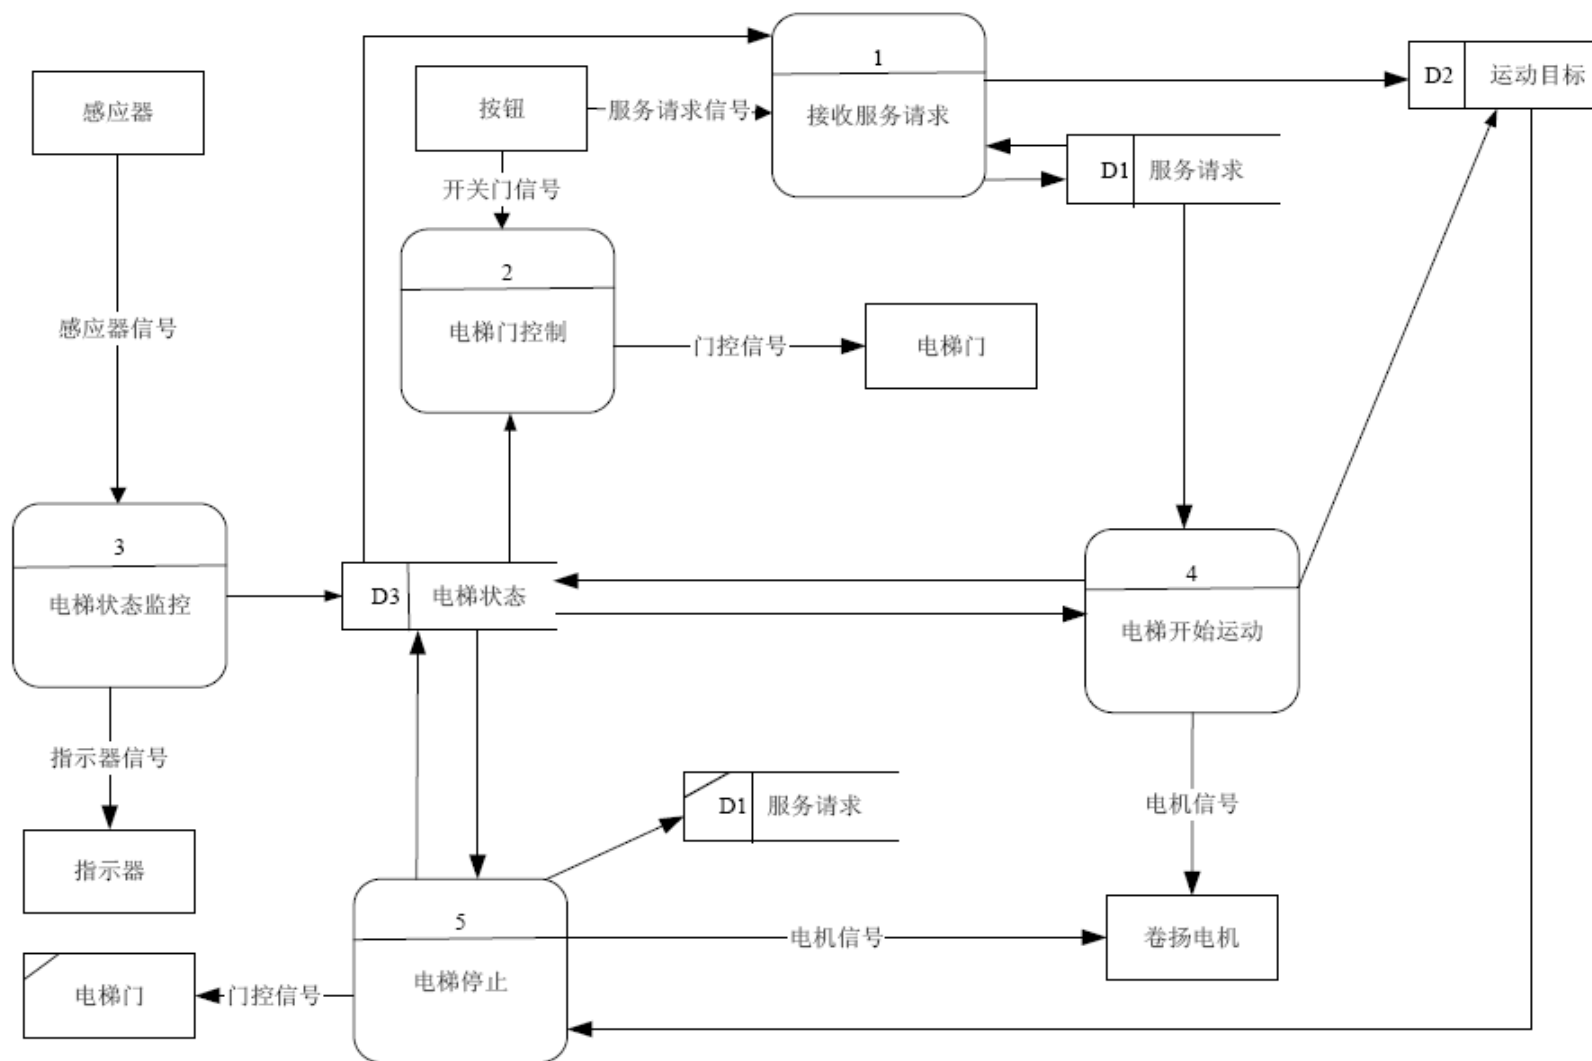 1
D2 运动目标
感应器
按钮
服务请求信号
接收服务请求
D1 服务请求
开关门信号
2
感应器信号
电梯门控制
门控信号
电梯门
3
4
电梯状态监控
D3 电梯状态
电梯开始运动
指示器信号
D1 服务请求
电机信号
指示器
5
电机信号
卷扬电机
电梯停止
电梯门
门控信号